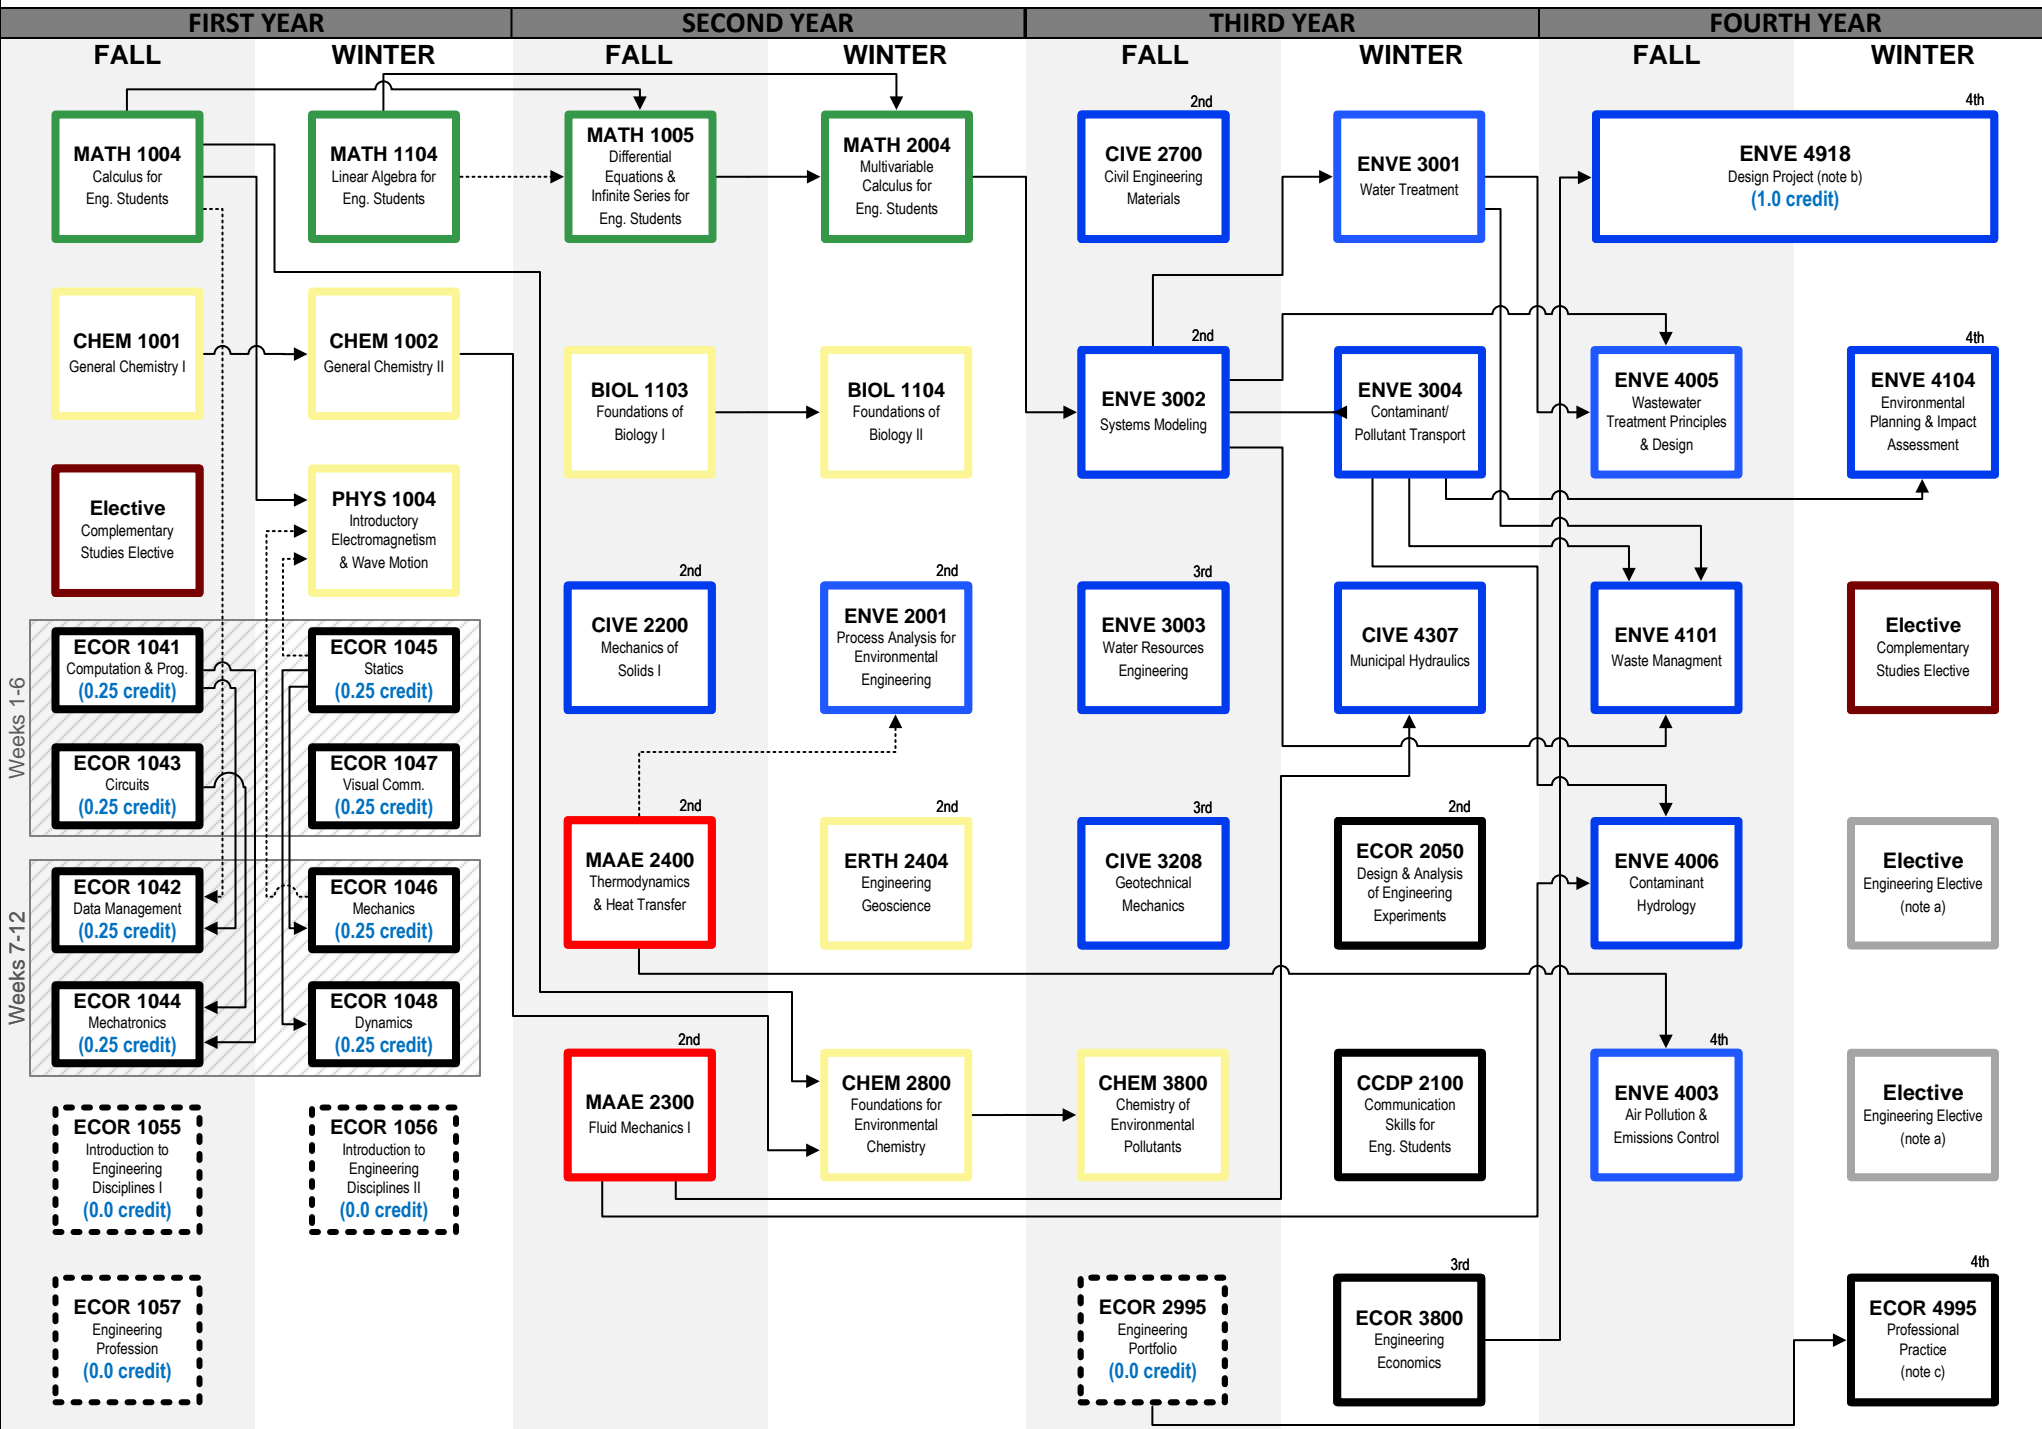 FIRST YEAR
SECOND YEAR
THIRD YEAR
FOURTH YEAR
FALL
WINTER
FALL
WINTER
FALL
WINTER
FALL
WINTER
MATH 1004
Calculus for
Eng. Students
MATH 1104
Linear Algebra for
Eng. Students
MATH 1005
Differential
Equations &
Infinite Series for
Eng. Students
MATH 2004
Multivariable
Calculus for
Eng. Students
2nd
CIVE 2700
Civil Engineering
Materials
ENVE 3001
Water Treatment
4th
ENVE 4918
Design Project (note b)
(1.0 credit)
CHEM 1001
General Chemistry I
CHEM 1002
General Chemistry II
BIOL 1103
Foundations of
Biology I
BIOL 1104
Foundations of
Biology II
2nd
ENVE 3002
Systems Modeling
ENVE 3004
Contaminant/
Pollutant Transport
ENVE 4005
Wastewater
Treatment Principles
& Design
4th
ENVE 4104
Environmental
Planning & Impact
Assessment
Elective
Complementary
Studies Elective
PHYS 1004
Introductory
Electromagnetism
& Wave Motion
2nd
CIVE 2200
Mechanics of
Solids I
2nd
ENVE 2001
Process Analysis for
Environmental
Engineering
3rd
ENVE 3003
Water Resources
Engineering
CIVE 4307
Municipal Hydraulics
ENVE 4101
Waste Managment
Elective
Complementary
Studies Elective
Weeks 1-6
ECOR 1041
Computation & Prog.
(0.25 credit)
ECOR 1045
Statics
(0.25 credit)
ECOR 1043
Circuits
(0.25 credit)
ECOR 1047
Visual Comm.
(0.25 credit)
2nd
MAAE 2400
Thermodynamics
& Heat Transfer
2nd
ERTH 2404
Engineering
Geoscience
3rd
CIVE 3208
Geotechnical
Mechanics
2nd
ECOR 2050
Design & Analysis
of Engineering
Experiments
ENVE 4006
Contaminant
Hydrology
Elective
Engineering Elective
(note a)
Weeks 7-12
ECOR 1042
Data Management
(0.25 credit)
ECOR 1046
Mechanics
(0.25 credit)
ECOR 1044
Mechatronics
(0.25 credit)
ECOR 1048
Dynamics
(0.25 credit)
2nd
MAAE 2300
Fluid Mechanics I
CHEM 2800
Foundations for
Environmental
Chemistry
CHEM 3800
Chemistry of
Environmental
Pollutants
CCDP 2100
Communication
Skills for
Eng. Students
4th
ENVE 4003
Air Pollution &
Emissions Control
Elective
Engineering Elective
(note a)
ECOR 1055
Introduction to
Engineering
Disciplines I
(0.0 credit)
ECOR 1056
Introduction to
Engineering
Disciplines II
(0.0 credit)
ECOR 1057
Engineering
Profession
(0.0 credit)
ECOR 2995
Engineering
Portfolio
(0.0 credit)
3rd
ECOR 3800
Engineering
Economics
4th
ECOR 4995
Professional
Practice
(note c)